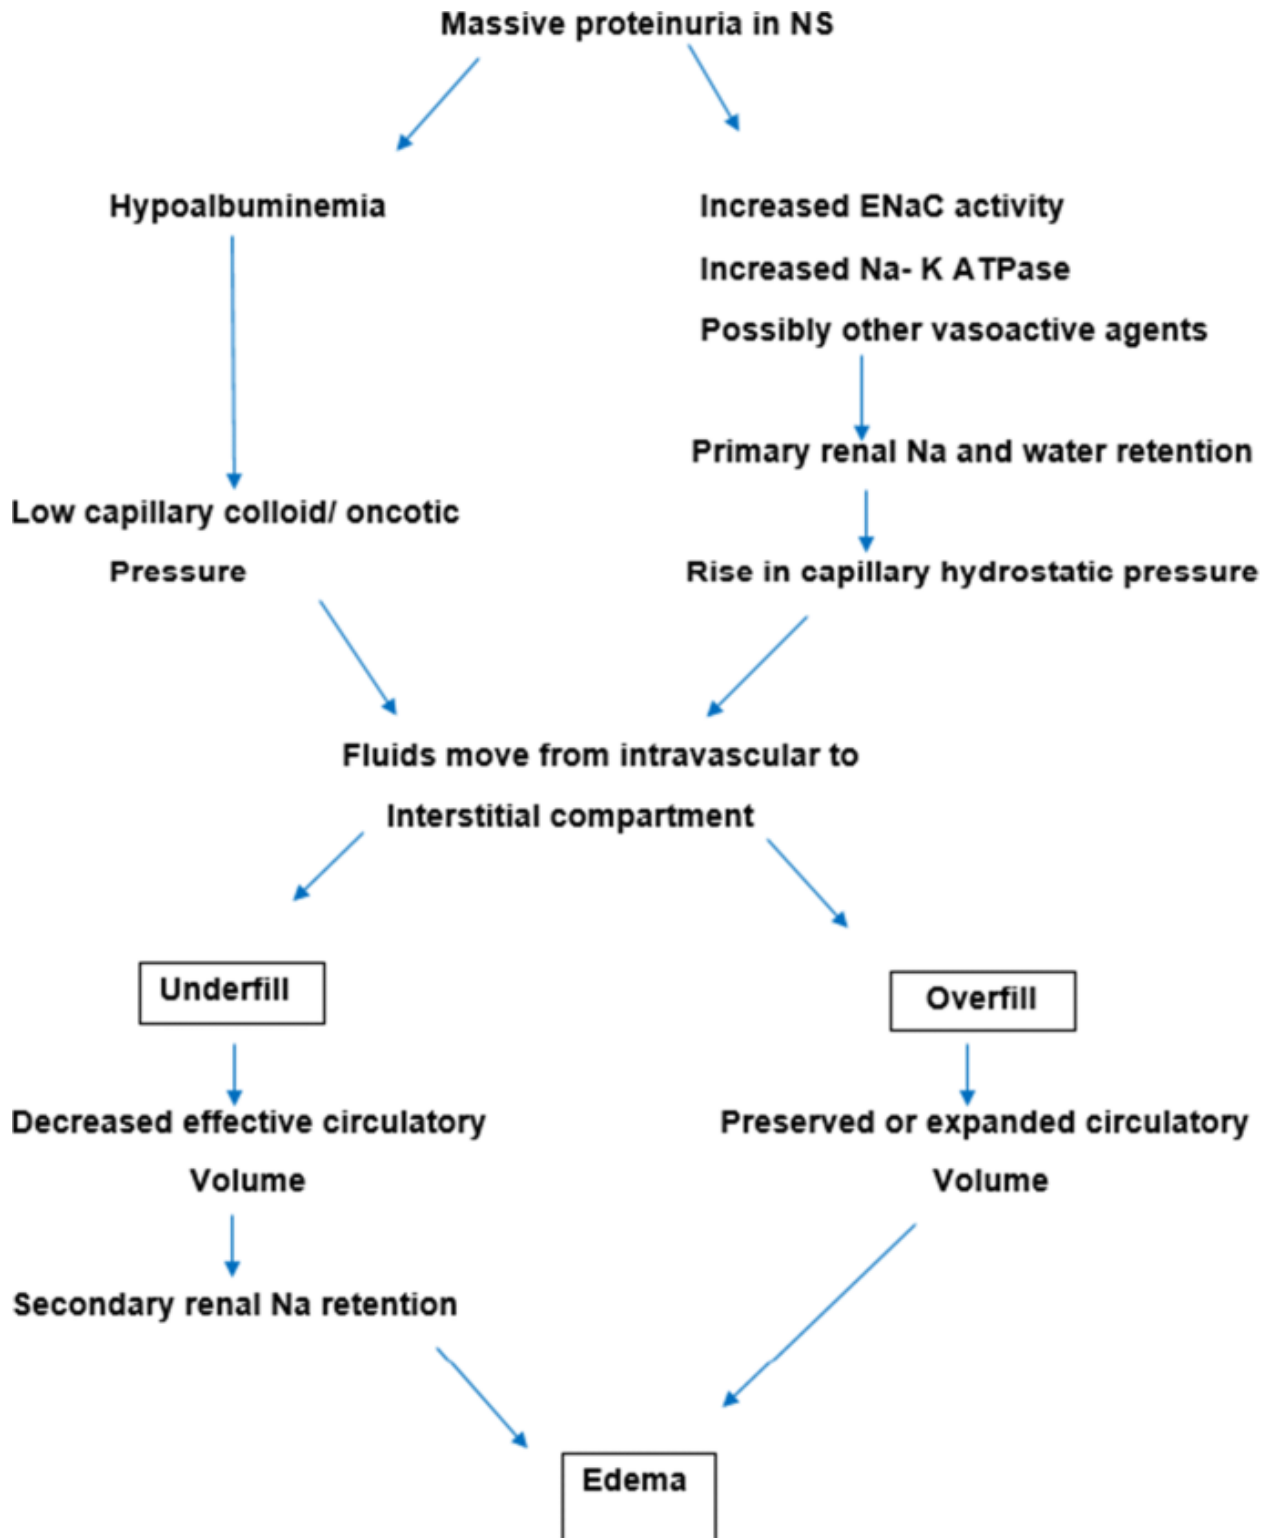 Massive proteinuria in NS
Hypoalbuminemia
Increased ENaC activity
Increased Na- K ATPase
Possibly other vasoactive agents
Primary renal Na and water retention
Low capillary colloid/ oncotic
Pressure
Rise in capillary hydrostatic pressure
Fluids move from intravascular to
Interstitial compartment
Underfill
Overfill
Decreased effective circulatory
Volume
Preserved or expanded circulatory
Volume
Secondary renal Na retention
Edema